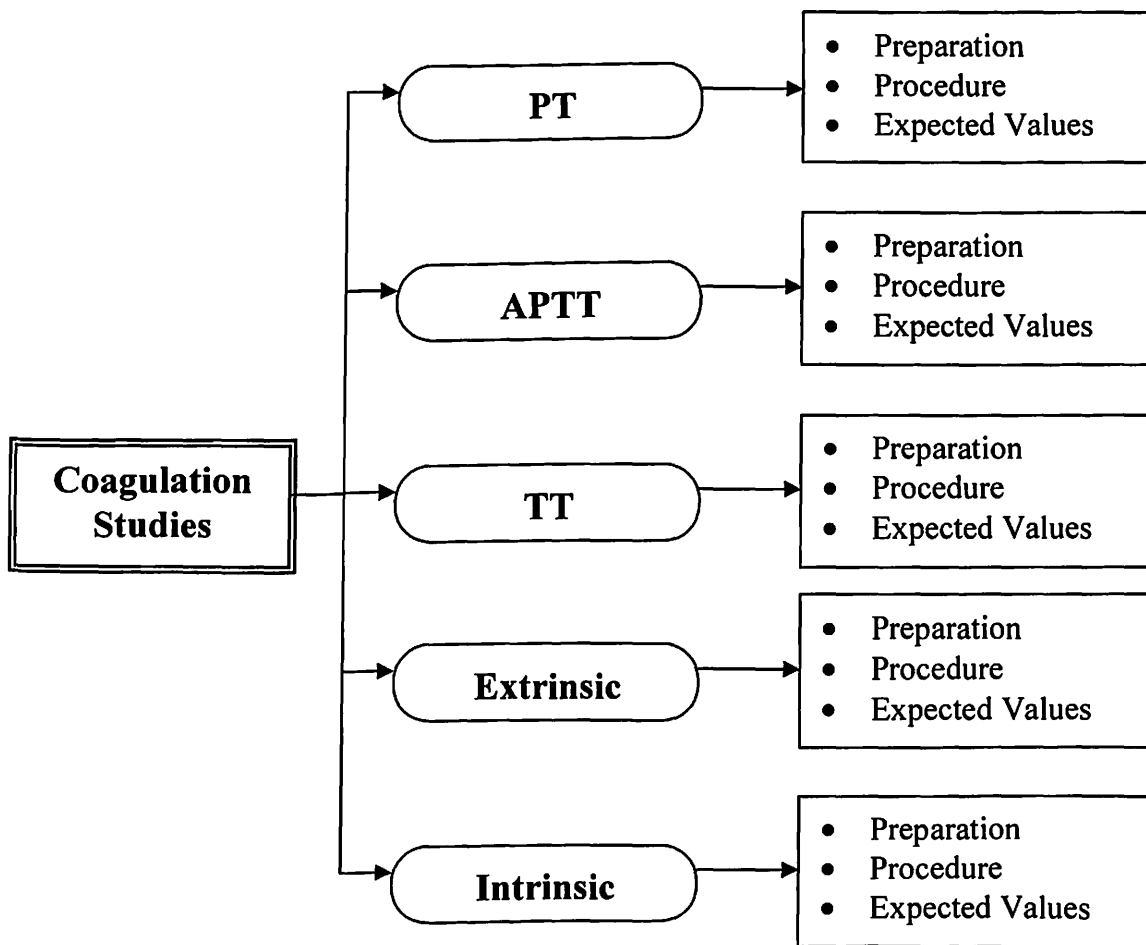 Coagulation
Studies
PT
• Preparation
• Procedure
• Expected Values
APTT
• Preparation
• Procedure
• Expected Values
TT
• Preparation
• Procedure
• Expected Values
Extrinsic
• Preparation
• Procedure
• Expected Values
Intrinsic
• Preparation
• Procedure
• Expected Values